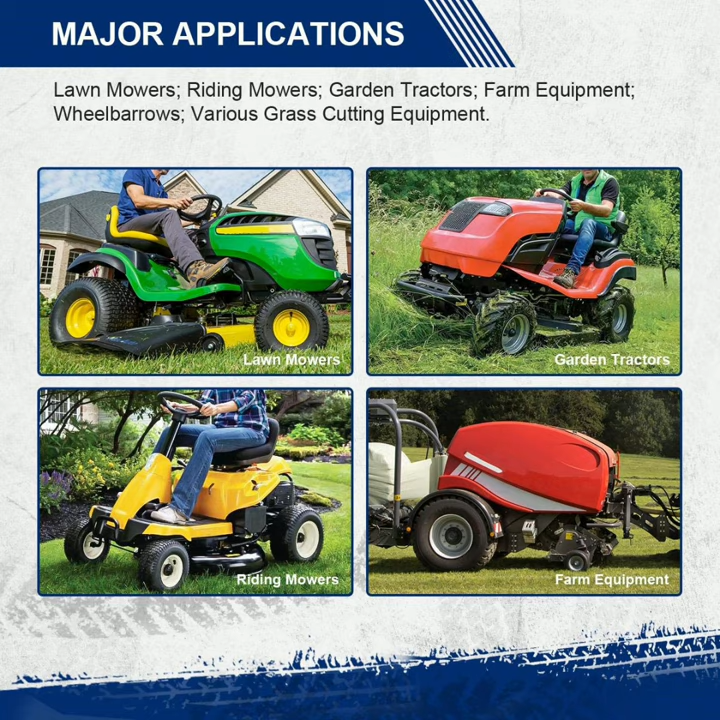 MAJOR APPLICATIONS
Lawn Mowers; Riding Mowers; Garden Tractors; Farm Equipment;
Wheelbarrows; Various Grass Cutting Equipment.
Lawn Mowers
Garden Tractors
Riding Mowers
Farm Equipment